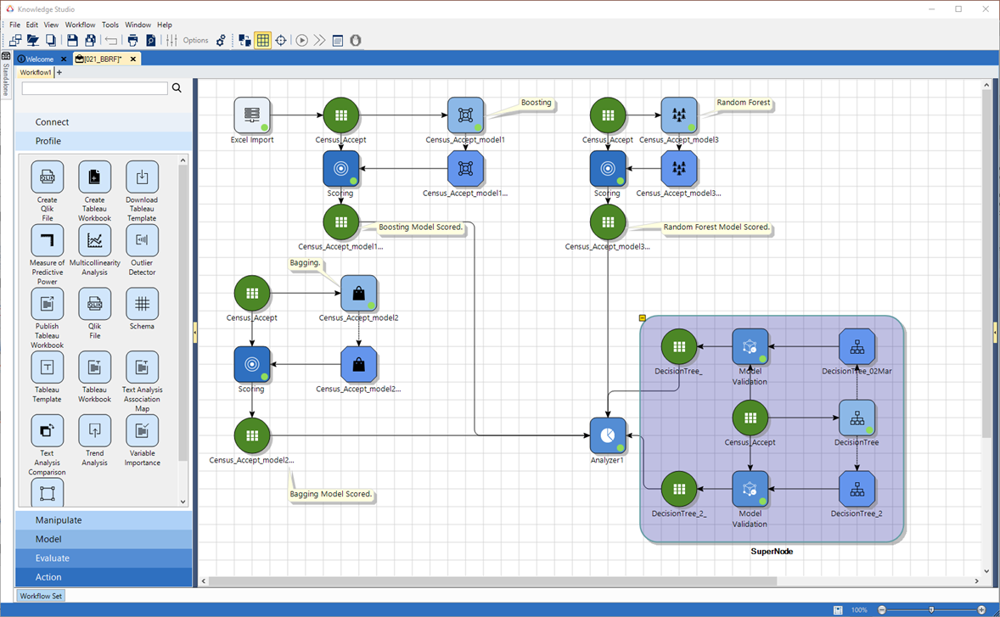 Knowledge Studio
File Edit View Workflow Tools Window Help
Options
Standalone
Welcome
[021_BBRF]*
Workflow1
Connect
Profile
Create
Qlik
File
Create
Tableau
Workbook
Download
Tableau
Template
Measure of
Predictive
Power
Multicollinearity
Analysis
Outlier
Detector
Publish
Tableau
Workbook
Qlik
File
Schema
Tableau
Template
Tableau
Workbook
Text Analysis
Association
Map
Text
Analysis
Comparison
Trend
Analysis
Variable
Importance
Manipulate
Model
Evaluate
Action
Excel Import
Census_Accept
Census_Accept_model1
Boosting
Scoring
Census_Accept_model1...
Census_Accept_model1...
Boosting Model Scored.
Census_Accept
Census_Accept_model3
Random Forest
Scoring
Census_Accept_model3...
Census_Accept_model3...
Random Forest Model Scored.
Bagging.
Census_Accept
Census_Accept_model2
Scoring
Census_Accept_model2...
Census_Accept_model2...
Bagging Model Scored.
Analyzer1
DecisionTree_
Model
Validation
DecisionTree_02Mar
Census_Accept
DecisionTree
DecisionTree_2_
Model
Validation
DecisionTree_2
SuperNode
Workflow Set
100%